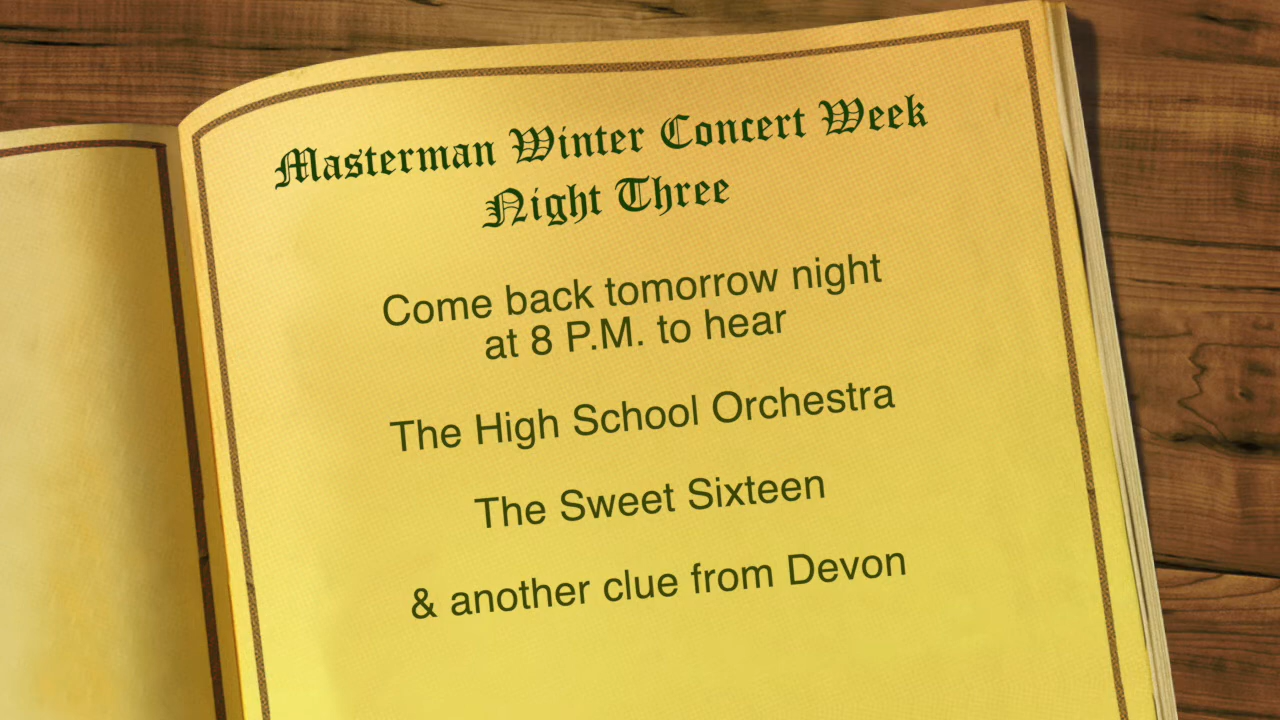 Masterman Winter Concert Week
Night Three
Come back tomorrow night
at 8 P.M. to hear
The High School Orchestra
The Sweet Sixteen
& another clue from Devon